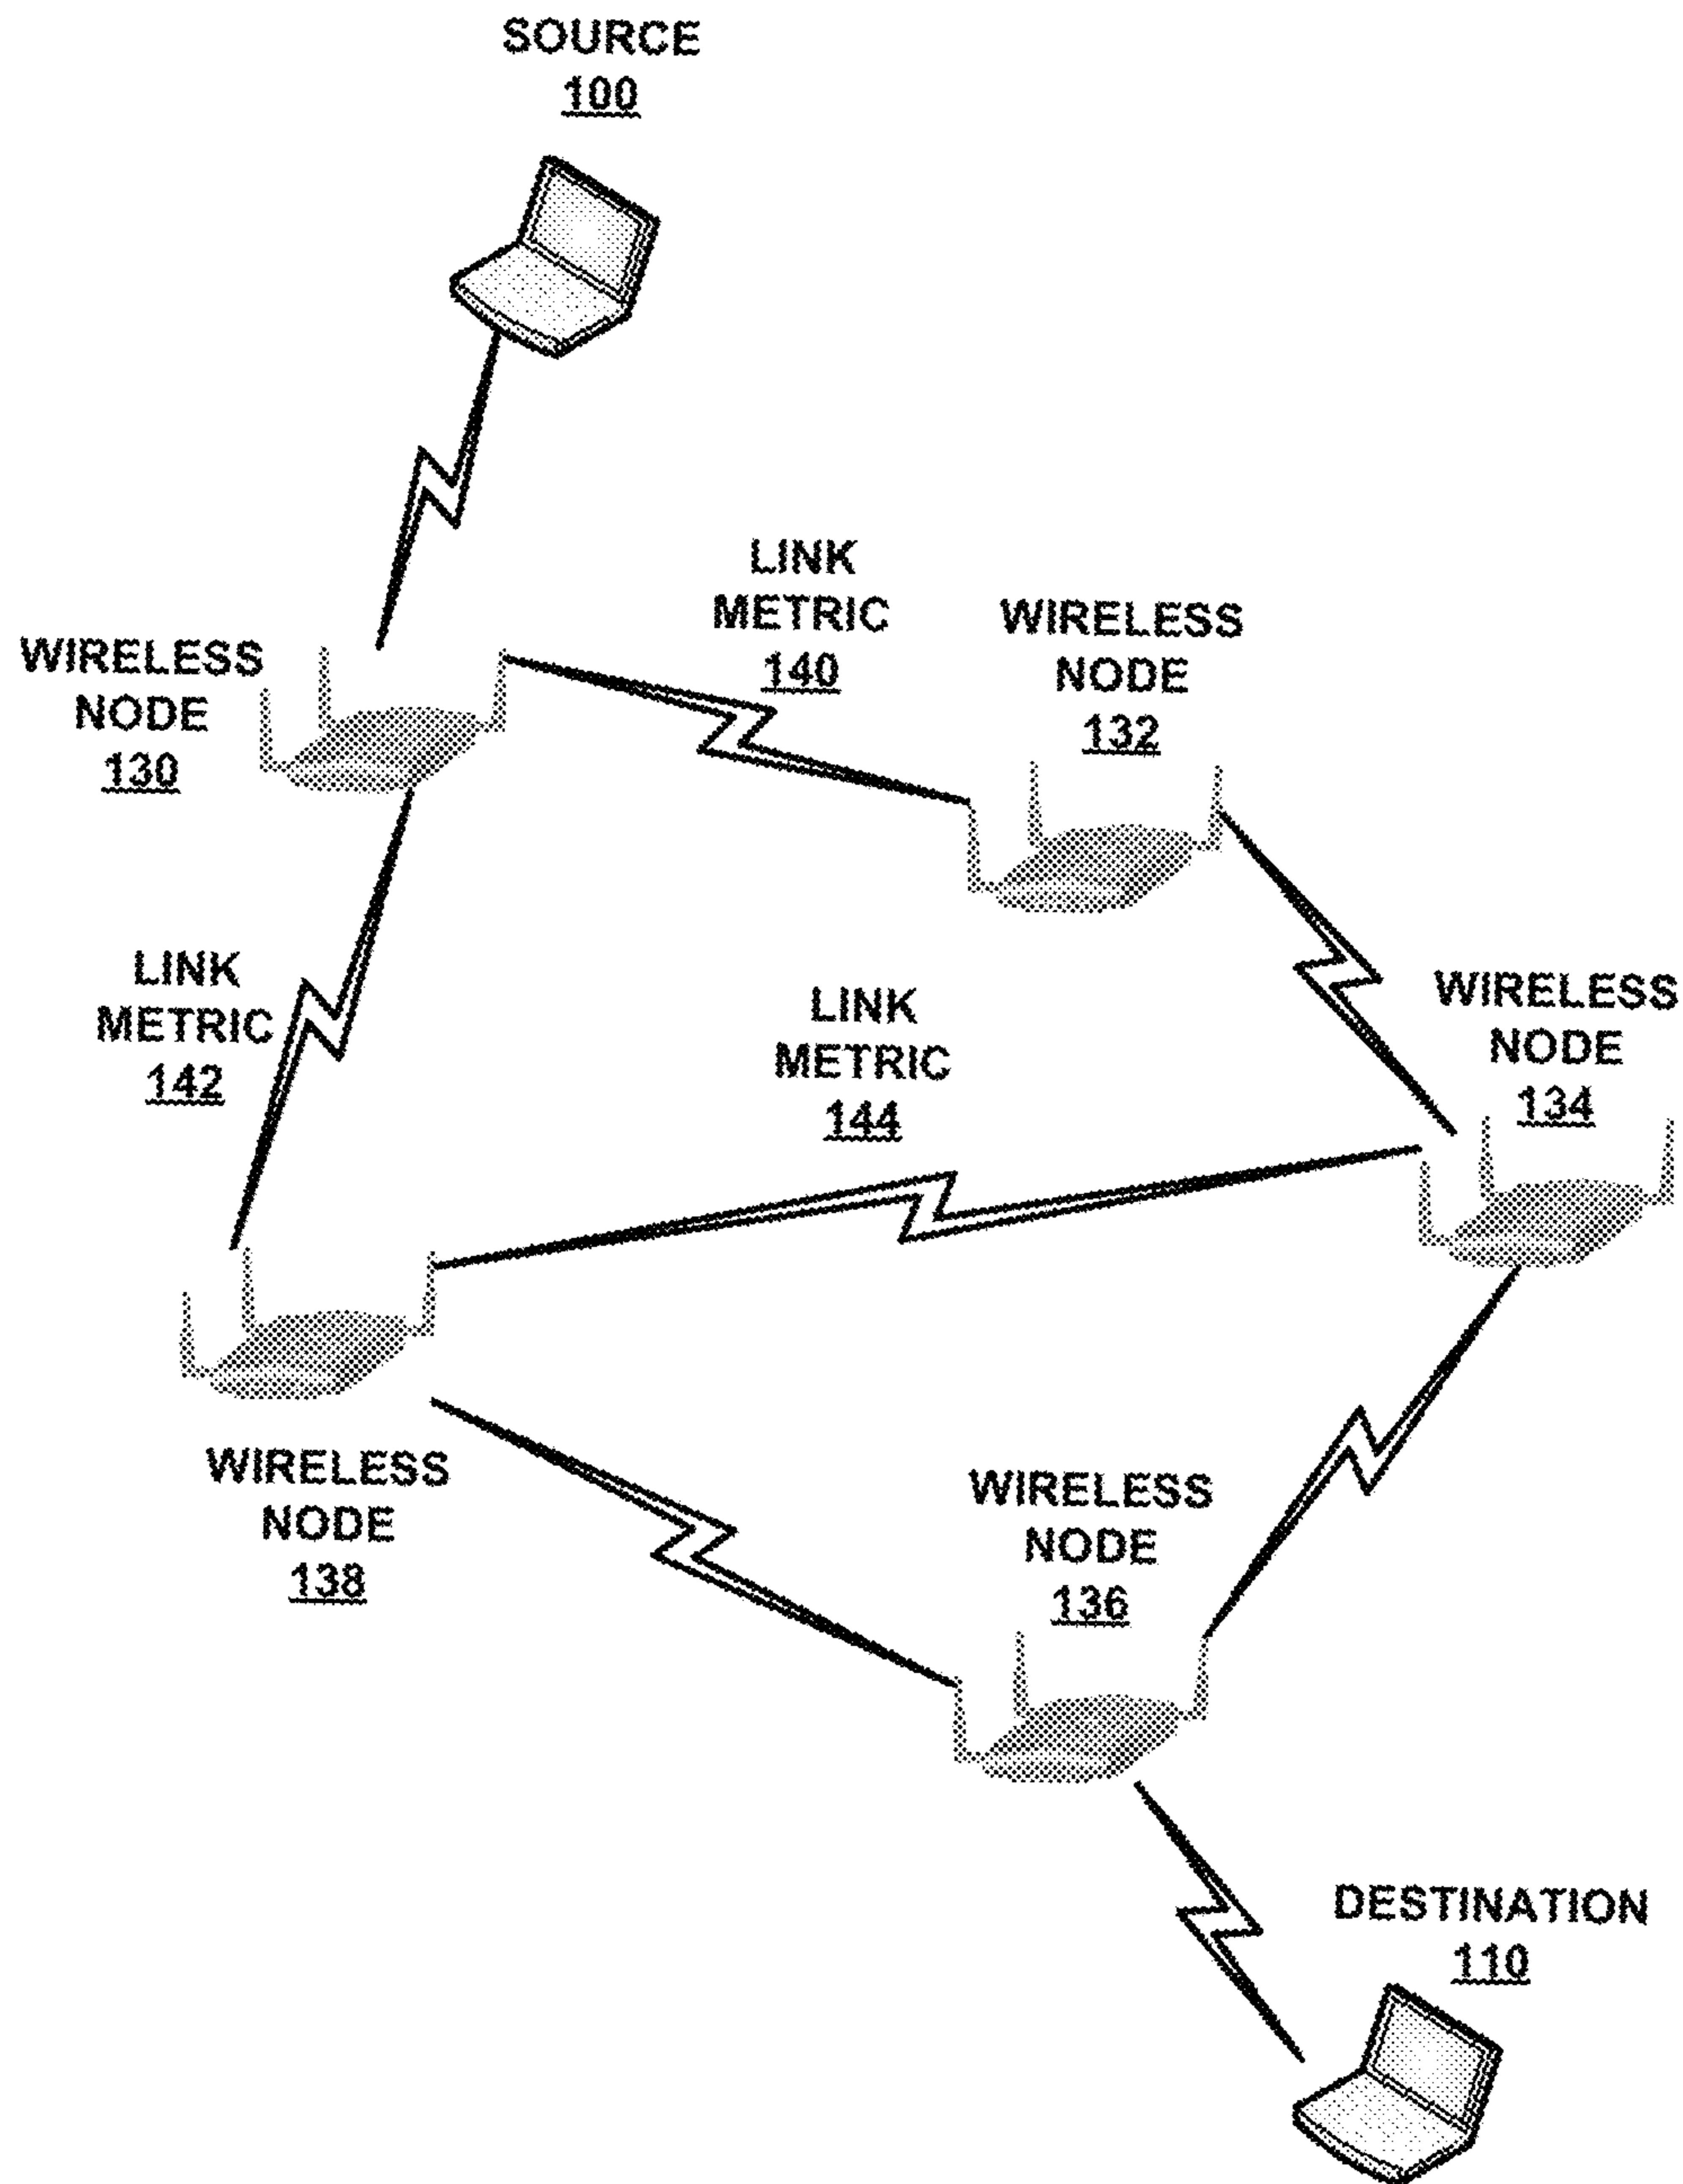 SOURCE
100
LINK
METRIC
140
WIRELESS
NODE
132
WIRELESS
NODE
130
LINK
METRIC
142
LINK
METRIC
144
WIRELESS
NODE
134
WIRELESS
NODE
138
WIRELESS
NODE
136
DESTINATION
110